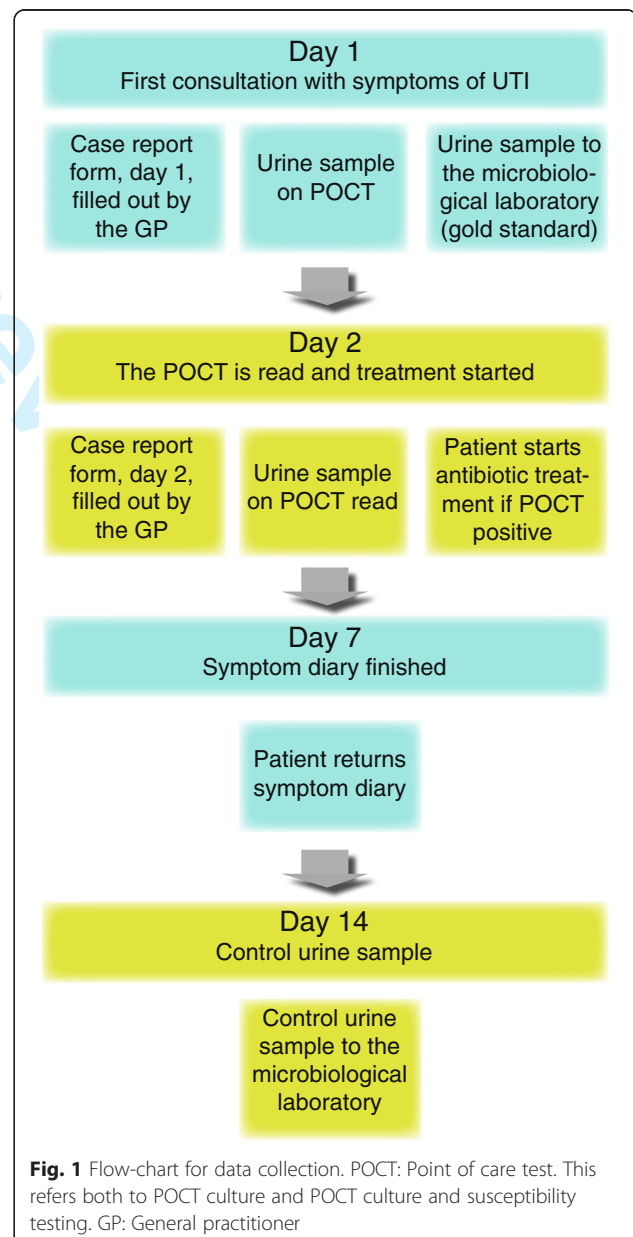 Day 1
First consultation with symptoms of UTI
Case report
form, day 1,
filled out by
the GP
Urine sample
on POCT
Urine sample to
the microbiolo-
gical laboratory
(gold standard)
Day 2
The POCT is read and treatment started
Case report
form, day 2,
filled out by
the GP
Urine sample
on POCT read
Patient starts
antibiotic treat-
ment if POCT
positive
Day 7
Symptom diary finished
Patient returns
symptom diary
Day 14
Control urine sample
Control urine
sample to the
microbiological
laboratory
Fig. 1 Flow-chart for data collection. POCT: Point of care test. This
refers both to POCT culture and POCT culture and susceptibility
testing. GP: General practitioner